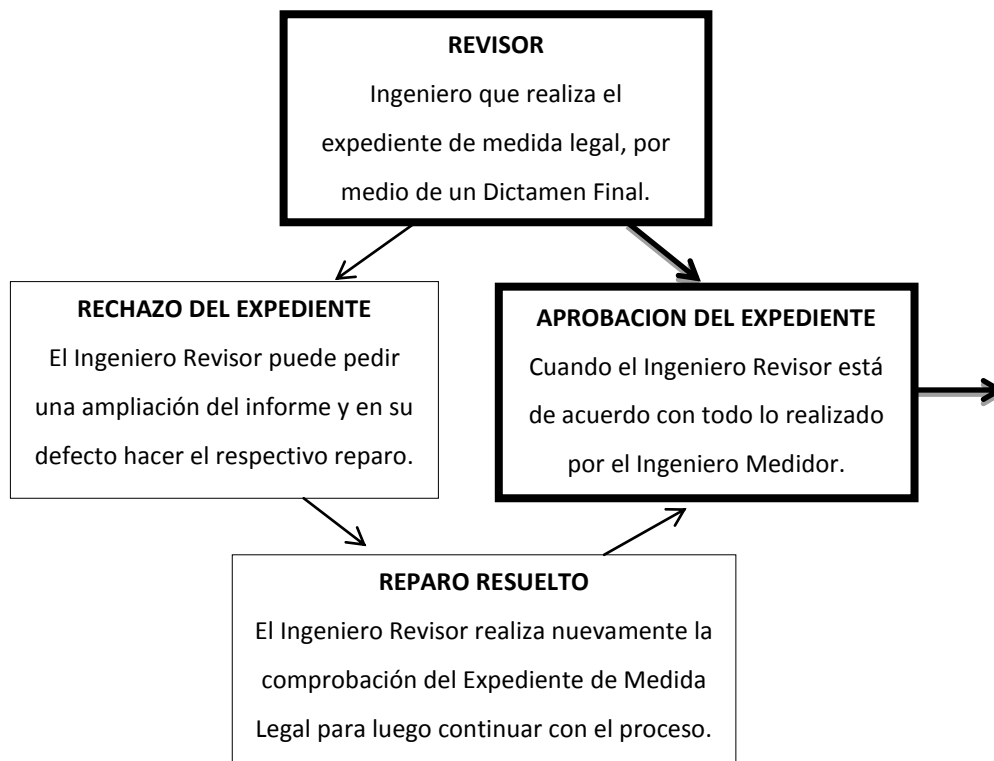 REVISOR
Ingeniero que realiza el
expediente de medida legal, por
medio de un Dictamen Final.
RECHAZO DEL EXPEDIENTE
El Ingeniero Revisor puede pedir
una ampliación del informe y en su
defecto hacer el respectivo reparo.
APROBACION DEL EXPEDIENTE
Cuando el Ingeniero Revisor está
de acuerdo con todo lo realizado
por el Ingeniero Medidor.
REPARO RESUELTO
El Ingeniero Revisor realiza nuevamente la
comprobación del Expediente de Medida
Legal para luego continuar con el proceso.